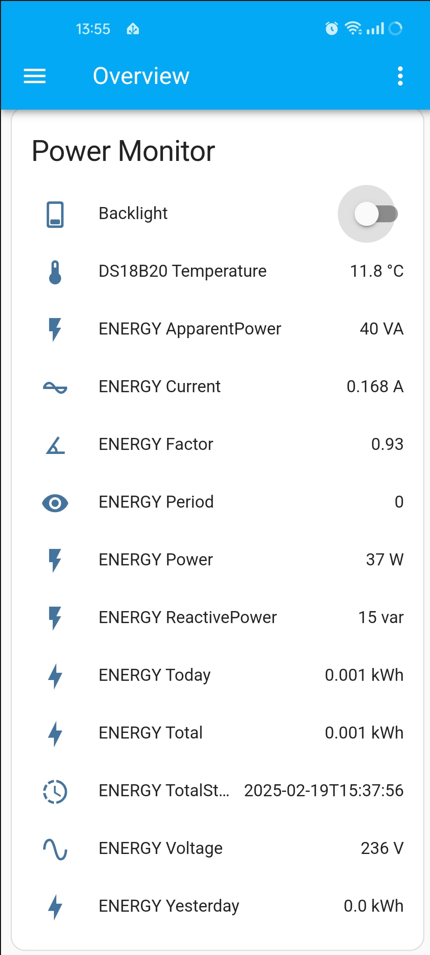 13:55
Overview
Power Monitor
Backlight
DS18B20 Temperature 11.8 °C
ENERGY ApparentPower 40 VA
ENERGY Current 0.168 A
ENERGY Factor 0.93
ENERGY Period 0
ENERGY Power 37 W
ENERGY ReactivePower 15 var
ENERGY Today 0.001 kWh
ENERGY Total 0.001 kWh
ENERGY TotalSt... 2025-02-19T15:37:56
ENERGY Voltage 236 V
ENERGY Yesterday 0.0 kWh